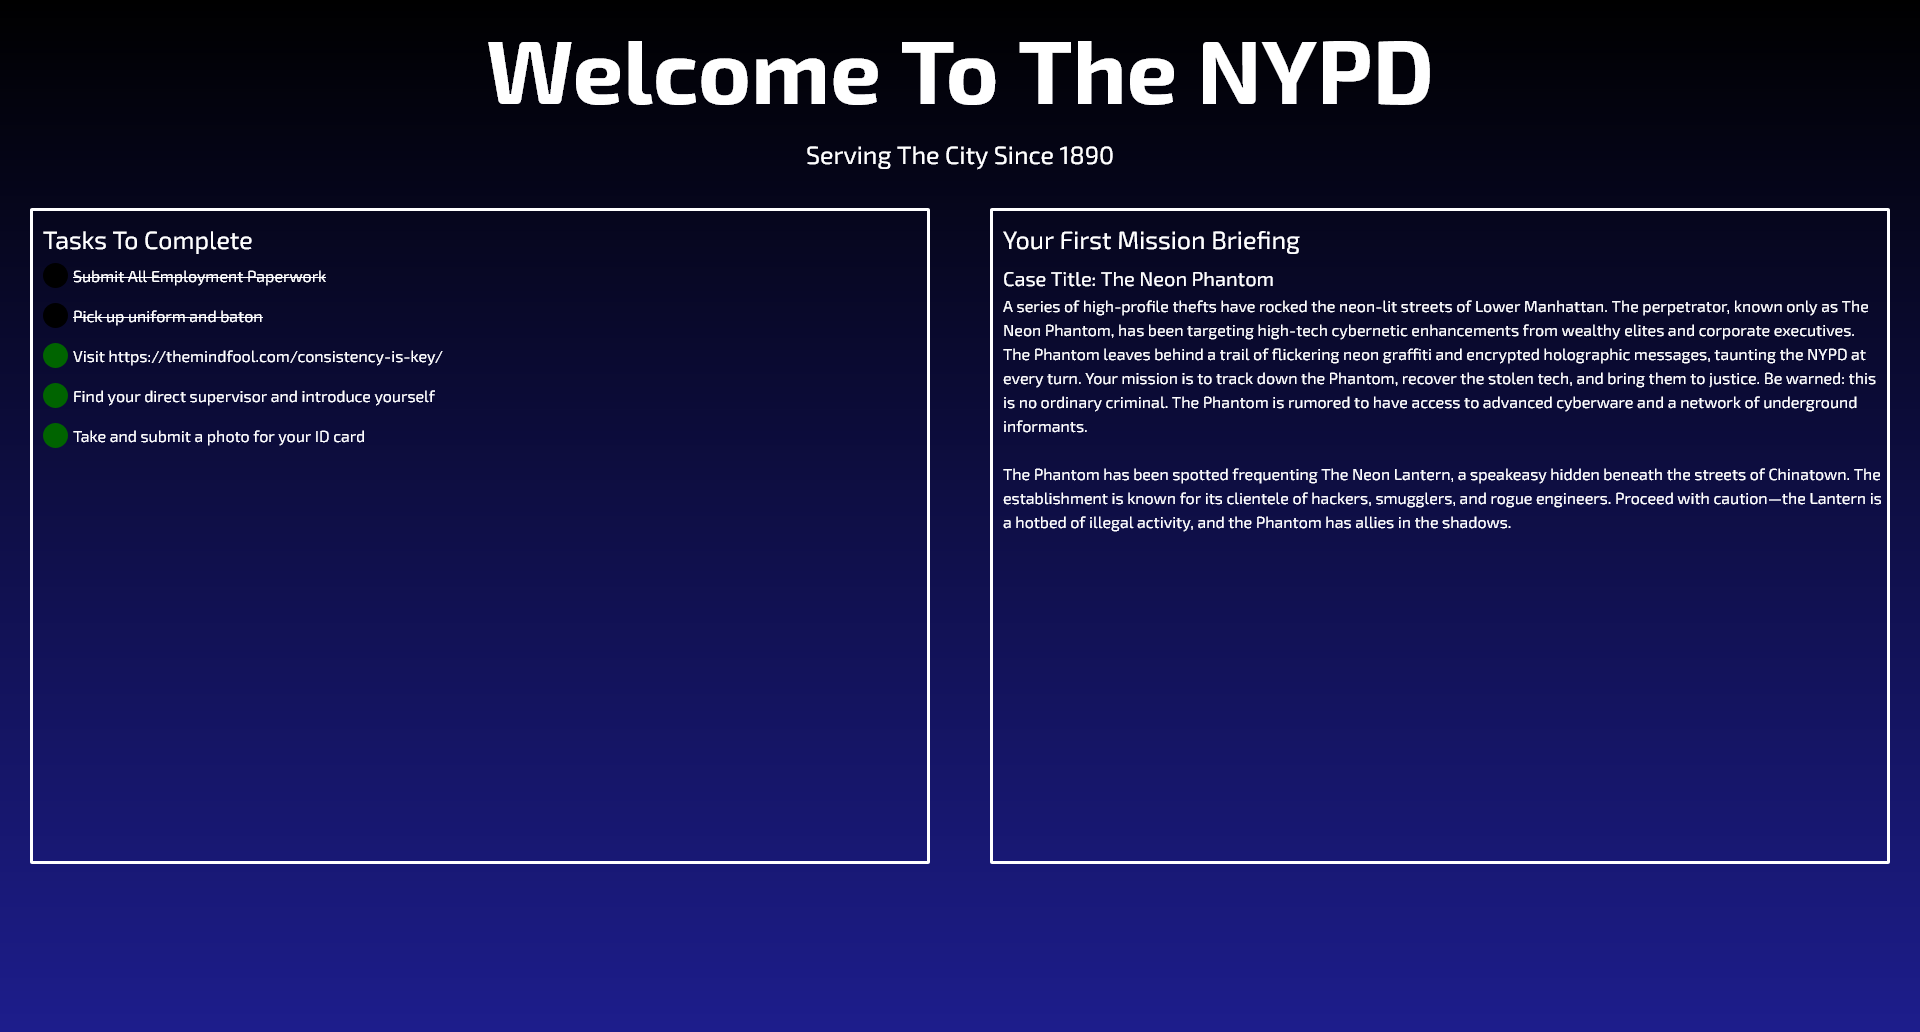 Welcome To The NYPD
Serving The City Since 1890
Tasks To Complete
Submit All Employment Paperwork
Pick up uniform and baton
Visit https://themindfool.com/consistency-is-key/
Find your direct supervisor and introduce yourself
Take and submit a photo for your ID card
Your First Mission Briefing
Case Title: The Neon Phantom
A series of high-profile thefts have rocked the neon-lit streets of Lower Manhattan. The perpetrator, known only as The
Neon Phantom, has been targeting high-tech cybernetic enhancements from wealthy elites and corporate executives.
The Phantom leaves behind a trail of flickering neon graffiti and encrypted holographic messages, taunting the NYPD at
every turn. Your mission is to track down the Phantom, recover the stolen tech, and bring them to justice. Be warned: this
is no ordinary criminal. The Phantom is rumored to have access to advanced cyberware and a network of underground
informants.
The Phantom has been spotted frequenting The Neon Lantern, a speakeasy hidden beneath the streets of Chinatown. The
establishment is known for its clientele of hackers, smugglers, and rogue engineers. Proceed with caution—the Lantern is
a hotbed of illegal activity, and the Phantom has allies in the shadows.